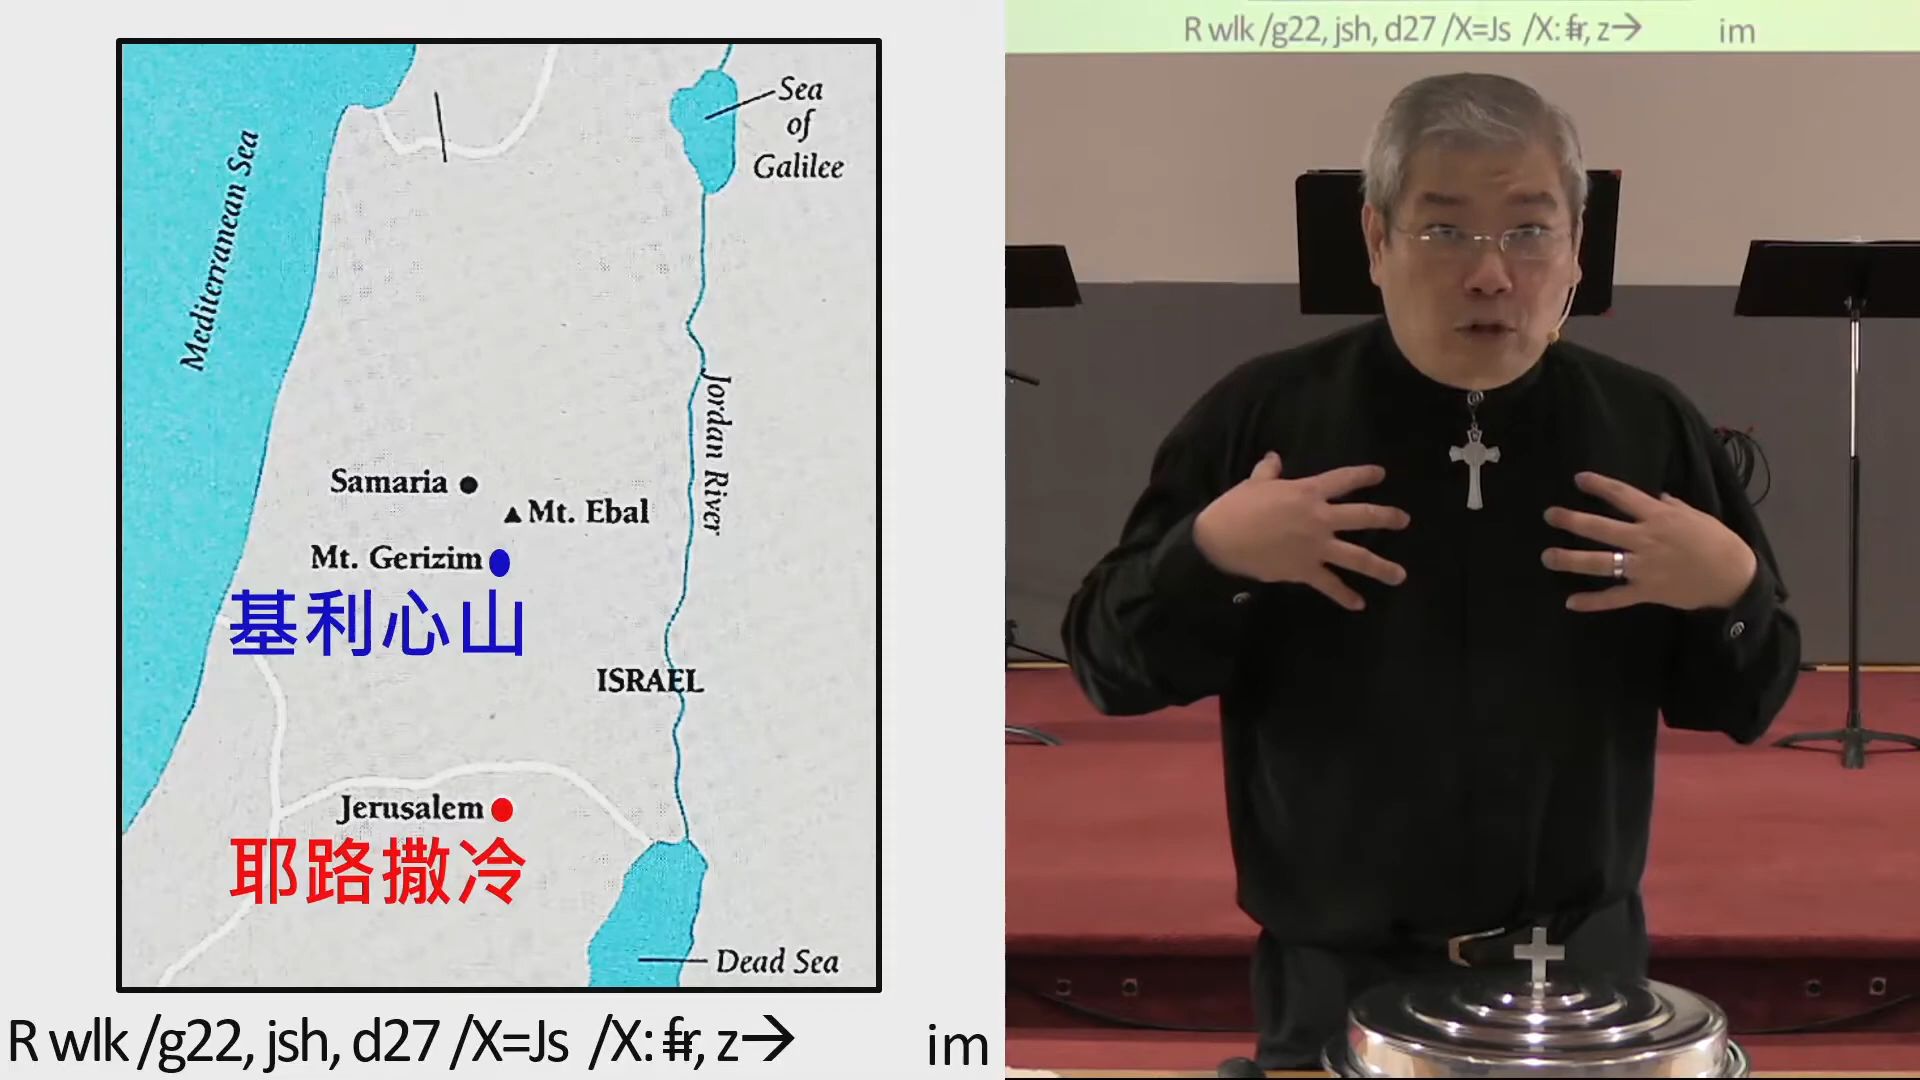 Sea
of
Galilee
Mediterranean Sea
Jordan River
Samaria
Mt. Ebal
Mt. Gerizim
基利心山
ISRAEL
Jerusalem
耶路撒冷
Dead Sea
R wlk /g22, jsh, d27 /X=Js /X: z→ im
R wlk /g22, jsh, d27 /X=Js /X: z→ im